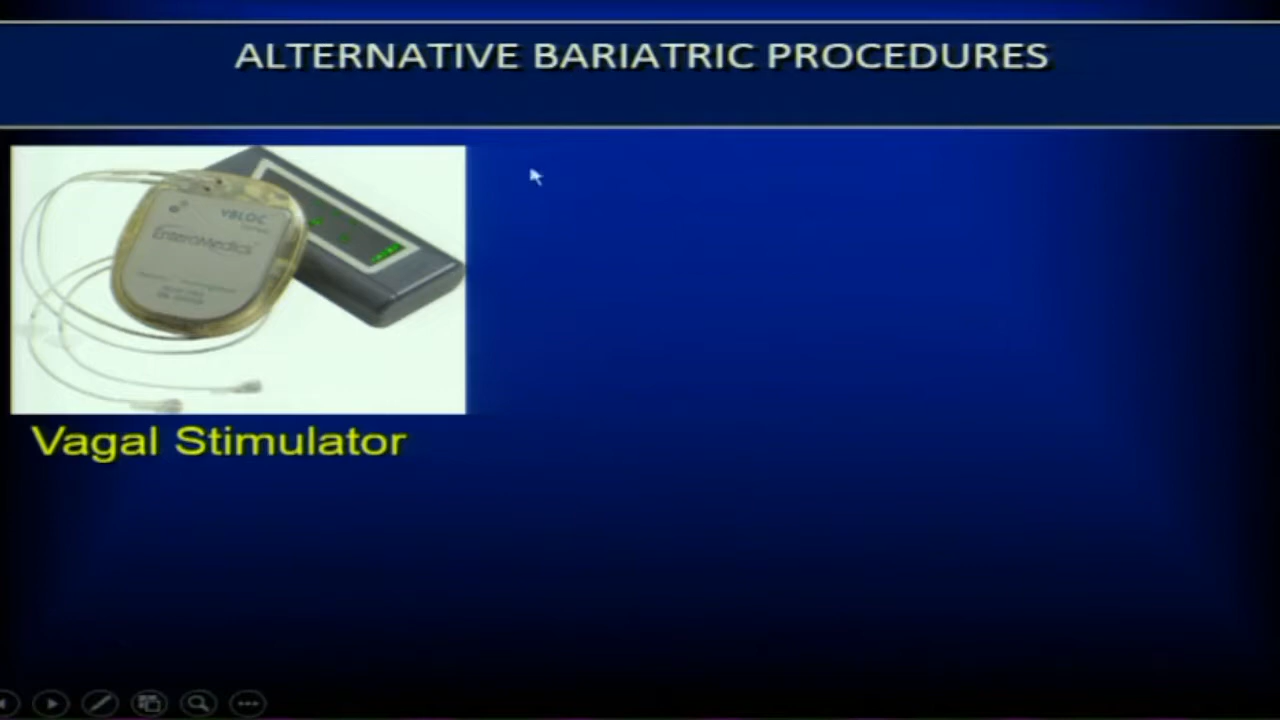 ALTERNATIVE BARIATRIC PROCEDURES
VBLOC
EnteroMedics
Vagal Stimulator